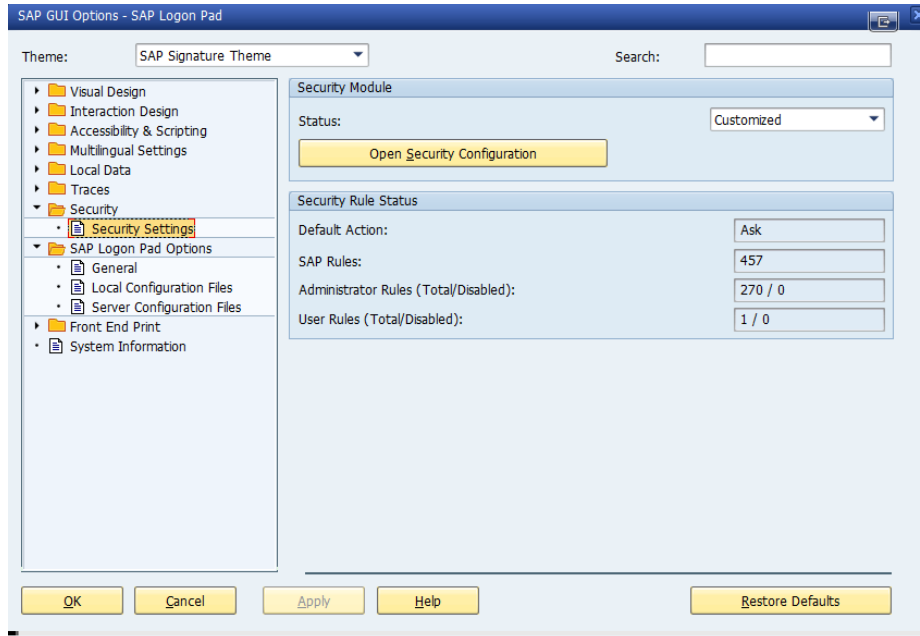 SAP GUI Options - SAP Logon Pad
Theme: SAP Signature Theme Search:
Visual Design
Interaction Design
Accessibility & Scripting
Multilingual Settings
Local Data
Traces
Security
Security Settings
SAP Logon Pad Options
General
Local Configuration Files
Server Configuration Files
Front End Print
System Information
Security Module
Status: Customized
Open Security Configuration
Security Rule Status
Default Action: Ask
SAP Rules: 457
Administrator Rules (Total/Disabled): 270 / 0
User Rules (Total/Disabled): 1 / 0
OK Cancel Apply Help Restore Defaults